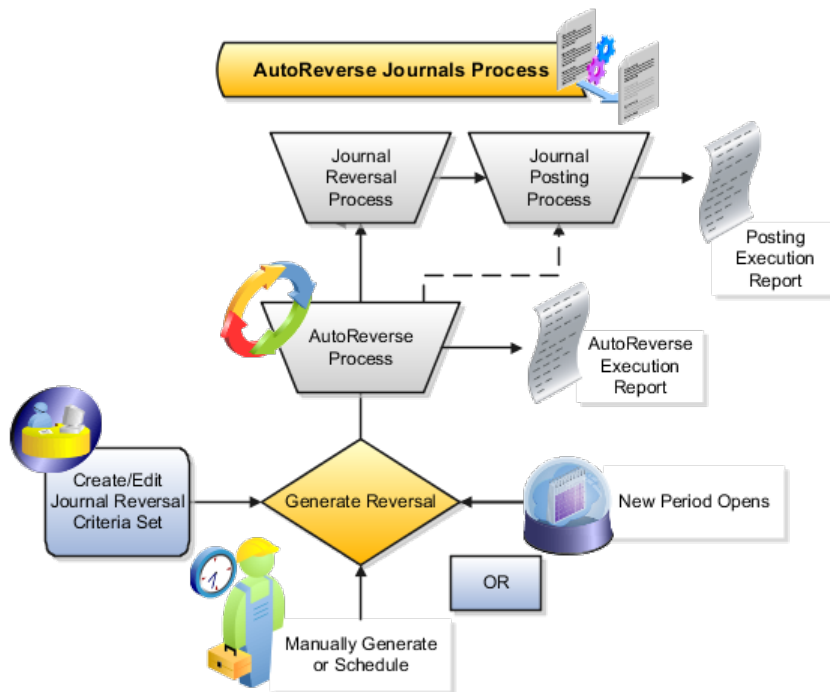 AutoReverse Journals Process
Journal
Reversal
Process
Journal
Posting
Process
Posting
Execution
Report
AutoReverse
Process
AutoReverse
Execution
Report
Create/Edit
Journal Reversal
Criteria Set
Generate Reversal
New Period Opens
OR
Manually Generate
or Schedule